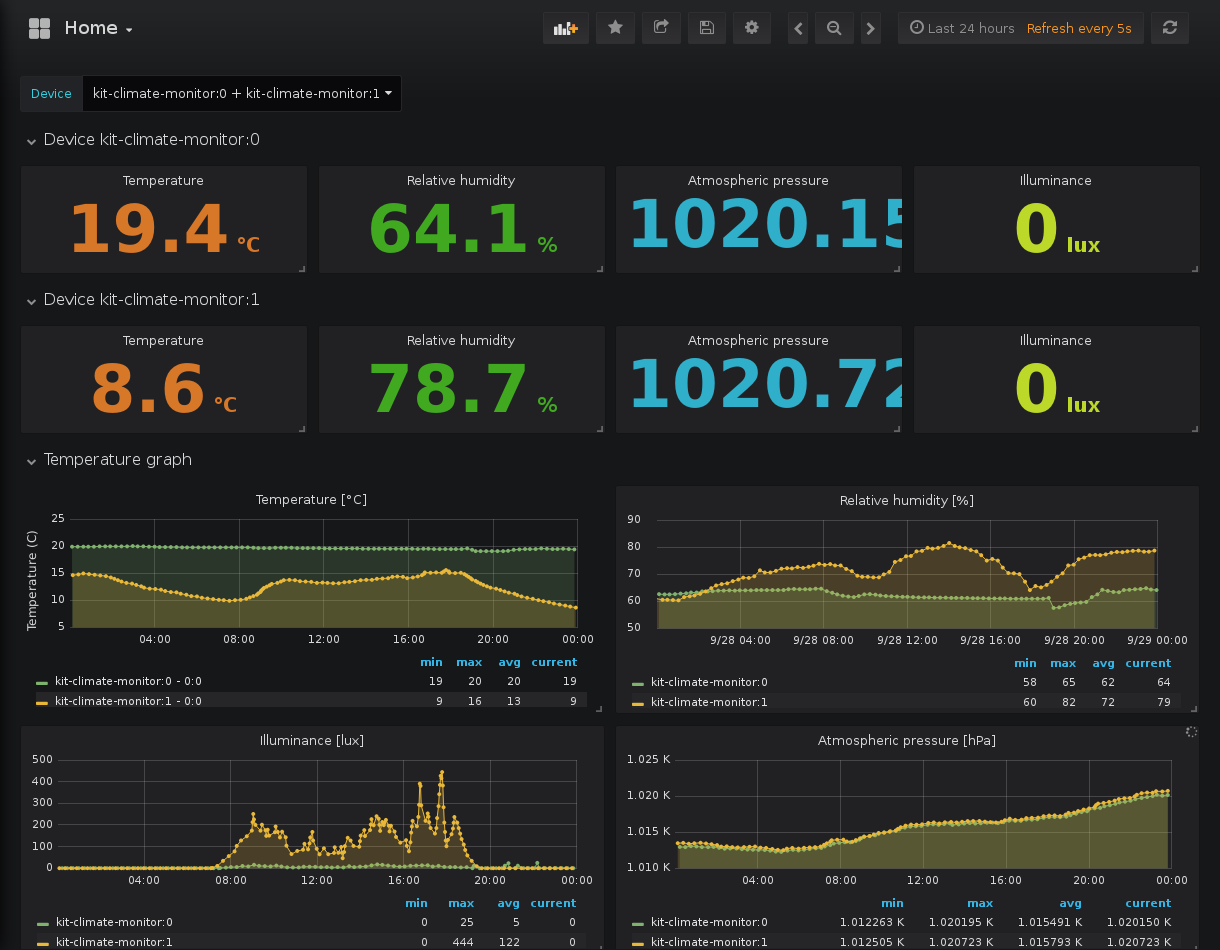 Home
Last 24 hours Refresh every 5s
Device kit-climate-monitor:0 + kit-climate-monitor:1
Device kit-climate-monitor:0
Temperature Relative humidity Atmospheric pressure Illuminance
19.4 °C 64.1 % 1020.15 0 lux
Device kit-climate-monitor:1
Temperature Relative humidity Atmospheric pressure Illuminance
8.6 °C 78.7 % 1020.72 0 lux
Temperature graph
Temperature [°C]
Temperature (C)
25
20
15
10
5
04:00 08:00 12:00 16:00 20:00 00:00
min max avg current
kit-climate-monitor:0 - 0:0 19 20 20 19
kit-climate-monitor:1 - 0:0 9 16 13 9
Relative humidity [%]
90
80
70
60
50
9/28 04:00 9/28 08:00 9/28 12:00 9/28 16:00 9/28 20:00 9/29 00:00
min max avg current
kit-climate-monitor:0 58 65 62 64
kit-climate-monitor:1 60 82 72 79
Illuminance [lux]
500
400
300
200
100
0
04:00 08:00 12:00 16:00 20:00 00:00
min max avg current
kit-climate-monitor:0 0 25 5 0
kit-climate-monitor:1 0 444 122 0
Atmospheric pressure [hPa]
1.025 K
1.020 K
1.015 K
1.010 K
04:00 08:00 12:00 16:00 20:00 00:00
min max avg current
kit-climate-monitor:0 1.012263 K 1.020195 K 1.015491 K 1.020150 K
kit-climate-monitor:1 1.012505 K 1.020723 K 1.015793 K 1.020723 K